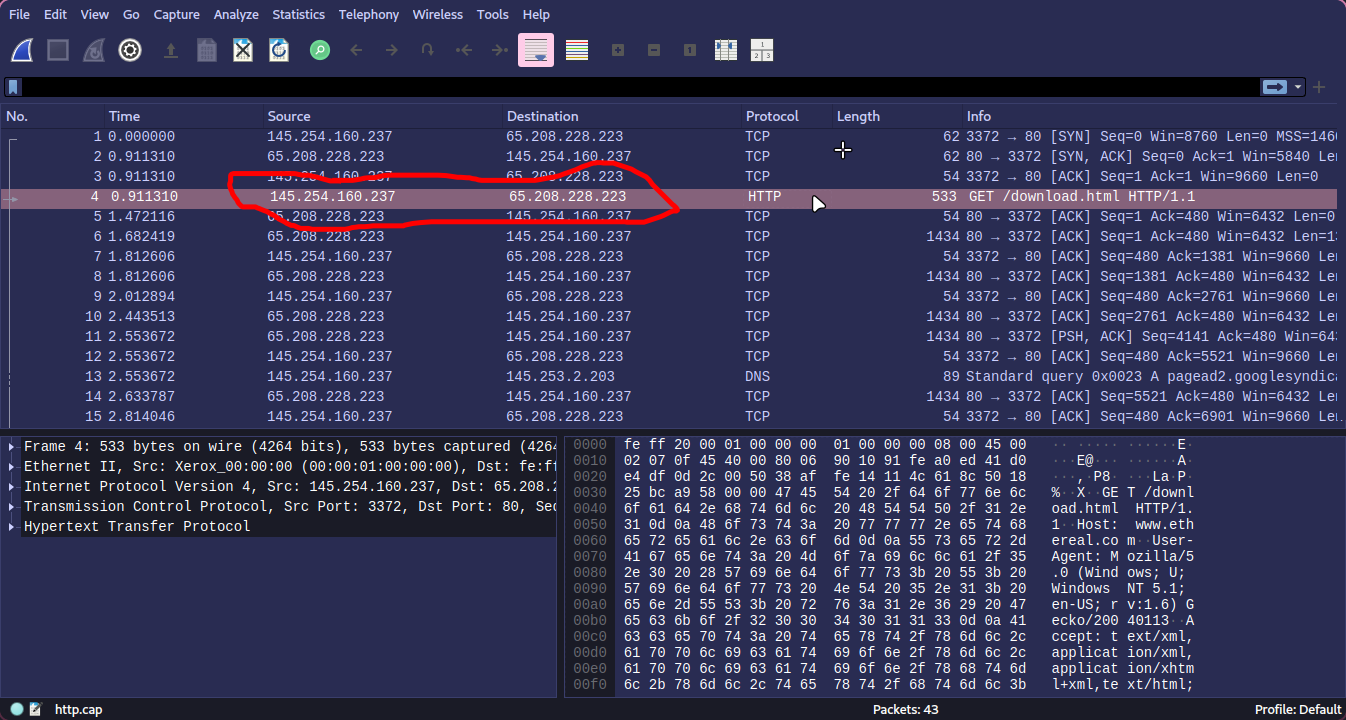 File Edit View Go Capture Analyze Statistics Telephony Wireless Tools Help
No. Time Source Destination Protocol Length Info
1 0.000000 145.254.160.237 65.208.228.223 TCP 62 3372 → 80 [SYN] Seq=0 Win=8760 Len=0 MSS=1460
2 0.911310 65.208.228.223 145.254.160.237 TCP 62 80 → 3372 [SYN, ACK] Seq=0 Ack=1 Win=5840 Le
3 0.911310 145.254.160.237 65.208.228.223 TCP 54 3372 → 80 [ACK] Seq=1 Ack=1 Win=9660 Len=0
4 0.911310 145.254.160.237 65.208.228.223 HTTP 533 GET /download.html HTTP/1.1
5 1.472116 65.208.228.223 145.254.160.237 TCP 54 80 → 3372 [ACK] Seq=1 Ack=480 Win=6432 Len=0
6 1.682419 65.208.228.223 145.254.160.237 TCP 1434 80 → 3372 [ACK] Seq=1 Ack=480 Win=6432 Len=13
7 1.812606 145.254.160.237 65.208.228.223 TCP 54 3372 → 80 [ACK] Seq=480 Ack=1381 Win=9660 Le
8 1.812606 65.208.228.223 145.254.160.237 TCP 1434 80 → 3372 [ACK] Seq=1381 Ack=480 Win=6432 Le
9 2.012894 145.254.160.237 65.208.228.223 TCP 54 3372 → 80 [ACK] Seq=480 Ack=2761 Win=9660 Le
10 2.443513 65.208.228.223 145.254.160.237 TCP 1434 80 → 3372 [ACK] Seq=2761 Ack=480 Win=6432 Le
11 2.553672 65.208.228.223 145.254.160.237 TCP 1434 80 → 3372 [PSH, ACK] Seq=4141 Ack=480 Win=643
12 2.553672 145.254.160.237 65.208.228.223 TCP 54 3372 → 80 [ACK] Seq=480 Ack=5521 Win=9660 Le
13 2.553672 145.254.160.237 145.253.2.203 DNS 89 Standard query 0x0023 A pagead2.googlesyndica
14 2.633787 65.208.228.223 145.254.160.237 TCP 1434 80 → 3372 [ACK] Seq=5521 Ack=480 Win=6432 Le
15 2.814046 145.254.160.237 65.208.228.223 TCP 54 3372 → 80 [ACK] Seq=480 Ack=6901 Win=9660 Le
Frame 4: 533 bytes on wire (4264 bits), 533 bytes captured (4264
Ethernet II, Src: Xerox_00:00:00 (00:00:01:00:00:00), Dst: fe:ff
Internet Protocol Version 4, Src: 145.254.160.237, Dst: 65.208.2
Transmission Control Protocol, Src Port: 3372, Dst Port: 80, Seq
Hypertext Transfer Protocol
0000 fe ff 20 00 01 00 00 00 01 00 00 00 08 00 45 00 ·· ····· ······E·
0010 02 07 0f 45 40 00 80 06 90 10 91 fe a0 ed 41 d0 ···E@··· ······A·
0020 e4 df 0d 2c 00 50 38 af fe 14 11 4c 61 8c 50 18 ···,·P8· ···La·P·
0030 25 bc a9 58 00 00 47 45 54 20 2f 64 6f 77 6e 6c %··X··GE T /downl
0040 6f 61 64 2e 68 74 6d 6c 20 48 54 54 50 2f 31 2e oad.html HTTP/1.
0050 31 0d 0a 48 6f 73 74 3a 20 77 77 77 2e 65 74 68 1··Host: www.eth
0060 65 72 65 61 6c 2e 63 6f 6d 0d 0a 55 73 65 72 2d ereal.co m··User-
0070 41 67 65 6e 74 3a 20 4d 6f 7a 69 6c 6c 61 2f 35 Agent: M ozilla/5
0080 2e 30 20 28 57 69 6e 64 6f 77 73 3b 20 55 3b 20 .0 (Wind ows; U;
0090 57 69 6e 64 6f 77 73 20 4e 54 20 35 2e 31 3b 20 Windows NT 5.1;
00a0 65 6e 2d 55 53 3b 20 72 76 3a 31 2e 36 29 20 47 en-US; r v:1.6) G
00b0 65 63 6b 6f 2f 32 30 30 34 30 31 31 33 0d 0a 41 ecko/200 40113··A
00c0 63 63 65 70 74 3a 20 74 65 78 74 2f 78 6d 6c 2c ccept: t ext/xml,
00d0 61 70 70 6c 69 63 61 74 69 6f 6e 2f 78 6d 6c 2c applicat ion/xml,
00e0 61 70 70 6c 69 63 61 74 69 6f 6e 2f 78 68 74 6d applicat ion/xhtm
00f0 6c 2b 78 6d 6c 2c 74 65 78 74 2f 68 74 6d 6c 3b l+xml,te xt/html;
http.cap Packets: 43 Profile: Default